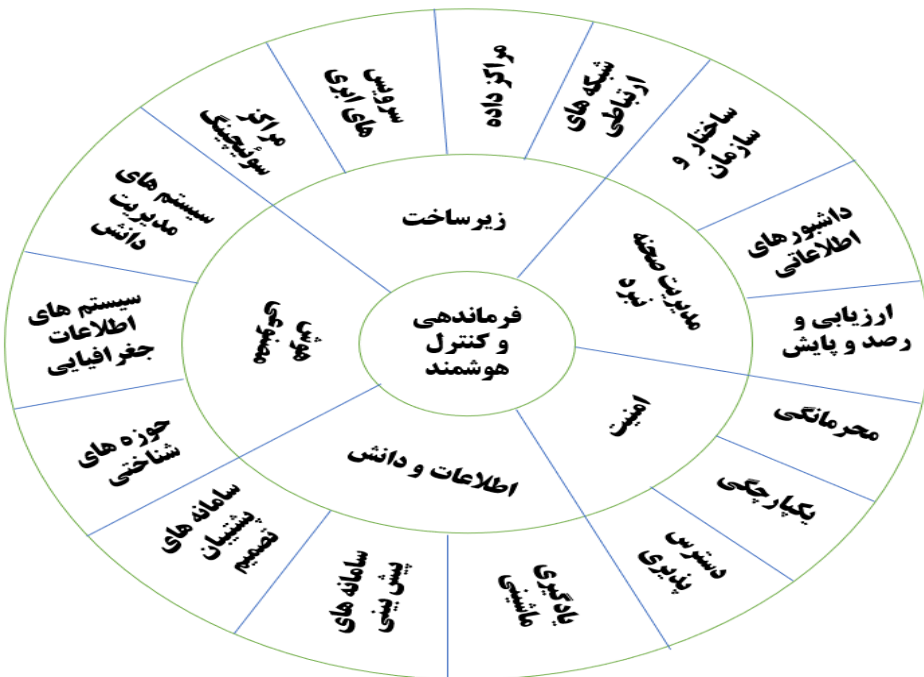 فرماندهی
و کنترل
هوشمند
زیرساخت
مدیریت صحنه
نبرد
امنیت
اطلاعات و دانش
هوش
مصنوعی
شبکه های
ارتباطی
ساختار و
سازمان
داشبورهای
اطلاعاتی
ارزیابی و
رصد و پایش
محرمانگی
یکپارچگی
دسترس
پذیری
یادگیری
ماشینی
سامانه های
پیش بینی
سامانه های
پشتیبان
تصمیم
حوزه های
شناختی
سیستم های
اطلاعات
جغرافیایی
سیستم های
مدیریت
دانش
مراکز
سوئیچینگ
سرویس
های ابری
مراکز داده